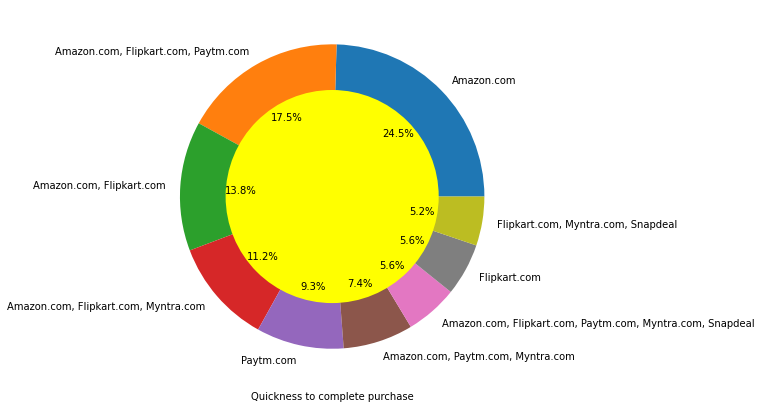 Amazon.com, Flipkart.com, Paytm.com
Amazon.com
17.5%
24.5%
Amazon.com, Flipkart.com
13.8%
5.2%
Flipkart.com, Myntra.com, Snapdeal
5.6%
11.2%
5.6%
Flipkart.com
7.4%
9.3%
Amazon.com, Flipkart.com, Myntra.com
Amazon.com, Flipkart.com, Paytm.com, Myntra.com, Snapdeal
Paytm.com
Amazon.com, Paytm.com, Myntra.com
Quickness to complete purchase